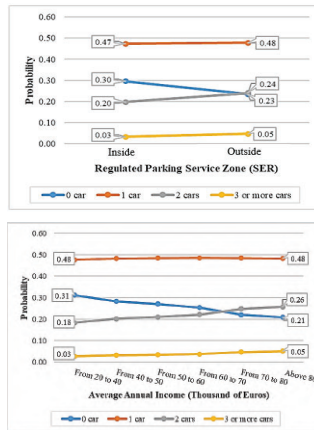 0.60
0.50
0.47
0.48
0.40
0.30
0.30
0.24
0.20
0.20
0.23
0.10
0.03
0.05
0.00
Inside
Outside
Probability
Regulated Parking Service Zone (SER)
0 car
1 car
2 cars
3 or more cars
0.60
0.50
0.48
0.48
0.40
0.31
0.30
0.26
0.20
0.18
0.21
0.10
0.03
0.05
0.00
Probability
From 20 to 40
From 40 to 50
From 50 to 60
From 60 to 70
From 70 to 80
Above 80
Average Annual Income (Thousand of Euros)
0 car
1 car
2 cars
3 or more cars